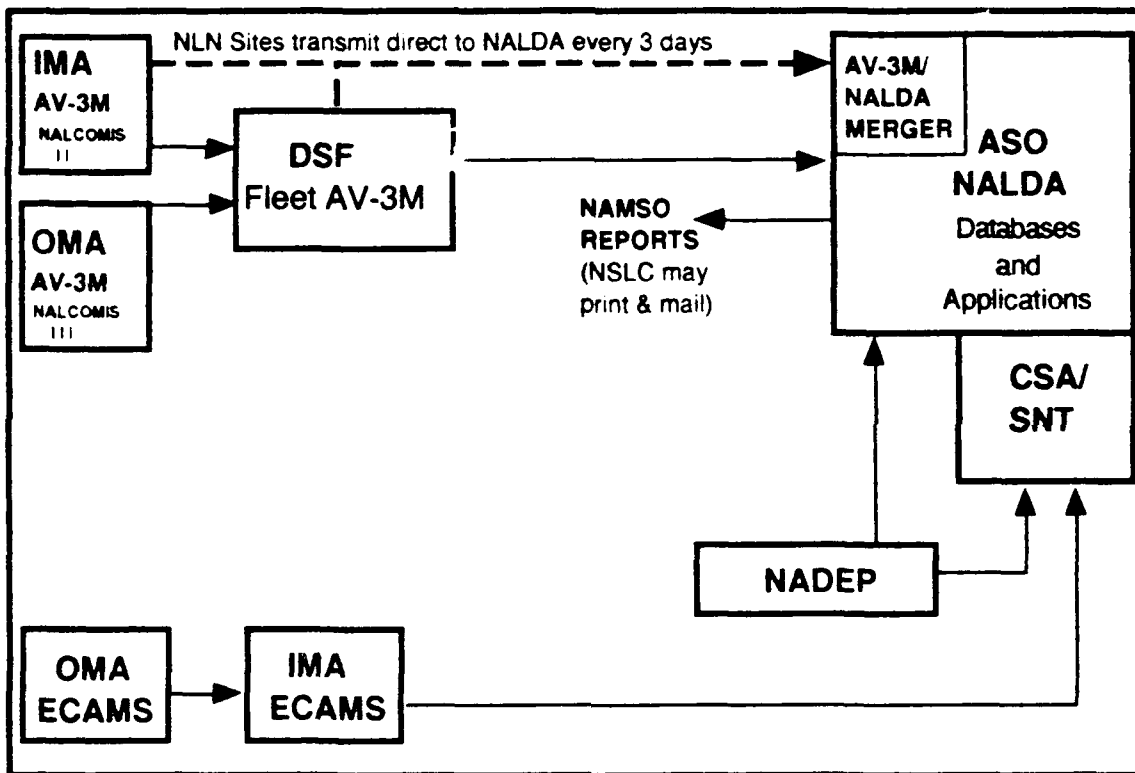 NLN Sites transmit direct to NALDA every 3 days
IMA
AV-3M
NALCOMIS
II
OMA
AV-3M
NALCOMIS
III
DSF
Fleet AV-3M
NAMSO
REPORTS
(NSLC may
print & mail)
AV-3M/
NALDA
MERGER
ASO
NALDA
Databases
and
Applications
CSA/
SNT
NADEP
OMA
ECAMS
IMA
ECAMS